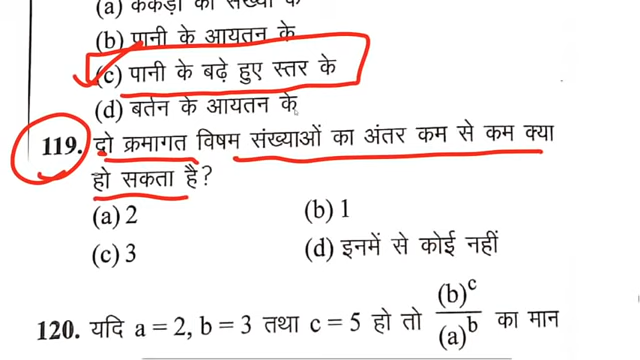 (a) कंकड़ों की संख्या के
(b) पानी के आयतन के
(c) पानी के बढ़े हुए स्तर के
(d) बर्तन के आयतन के
119. दो क्रमागत विषम संख्याओं का अंतर कम से कम क्या
हो सकता है?
(a) 2 (b) 1
(c) 3 (d) इनमें से कोई नहीं
120. यदि a = 2, b = 3 तथा c = 5 हो तो (b)^c / (a)^b का मान